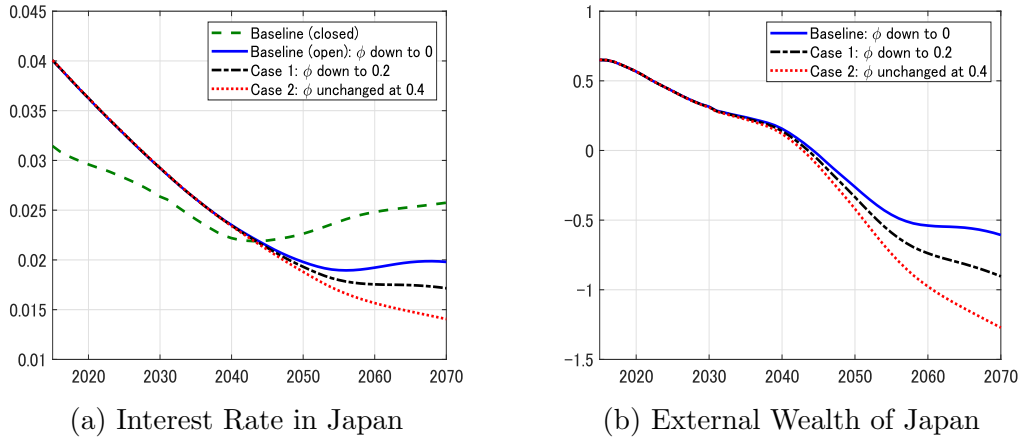 0.045
0.04
0.035
0.03
0.025
0.02
0.015
0.01
2020 2030 2040 2050 2060 2070
Baseline (closed)
Baseline (open): ϕ down to 0
Case 1: ϕ down to 0.2
Case 2: ϕ unchanged at 0.4
(a) Interest Rate in Japan
1
0.5
0
−0.5
−1
−1.5
2020 2030 2040 2050 2060 2070
Baseline: ϕ down to 0
Case 1: ϕ down to 0.2
Case 2: ϕ unchanged at 0.4
(b) External Wealth of Japan